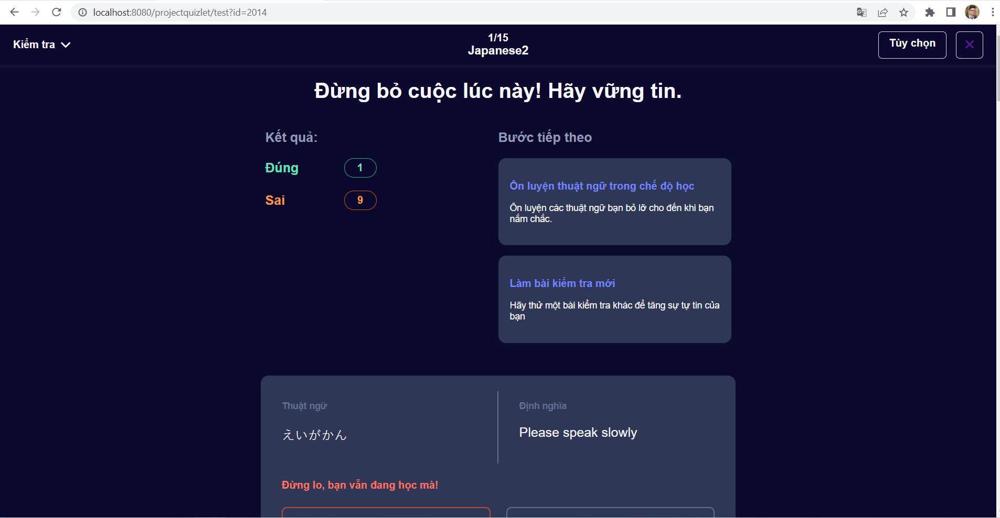 localhost:8080/projectquizlet/test?id=2014
Kiểm tra
1/15
Japanese2
Tùy chọn
Đừng bỏ cuộc lúc này! Hãy vững tin.
Kết quả:
Đúng
1
Sai
9
Bước tiếp theo
Ôn luyện thuật ngữ trong chế độ học
Ôn luyện các thuật ngữ bạn bỏ lỡ cho đến khi bạn
nắm chắc.
Làm bài kiểm tra mới
Hãy thử một bài kiểm tra khác để tăng sự tự tin của
bạn
Thuật ngữ
えいがかん
Định nghĩa
Please speak slowly
Đừng lo, bạn vẫn đang học mà!